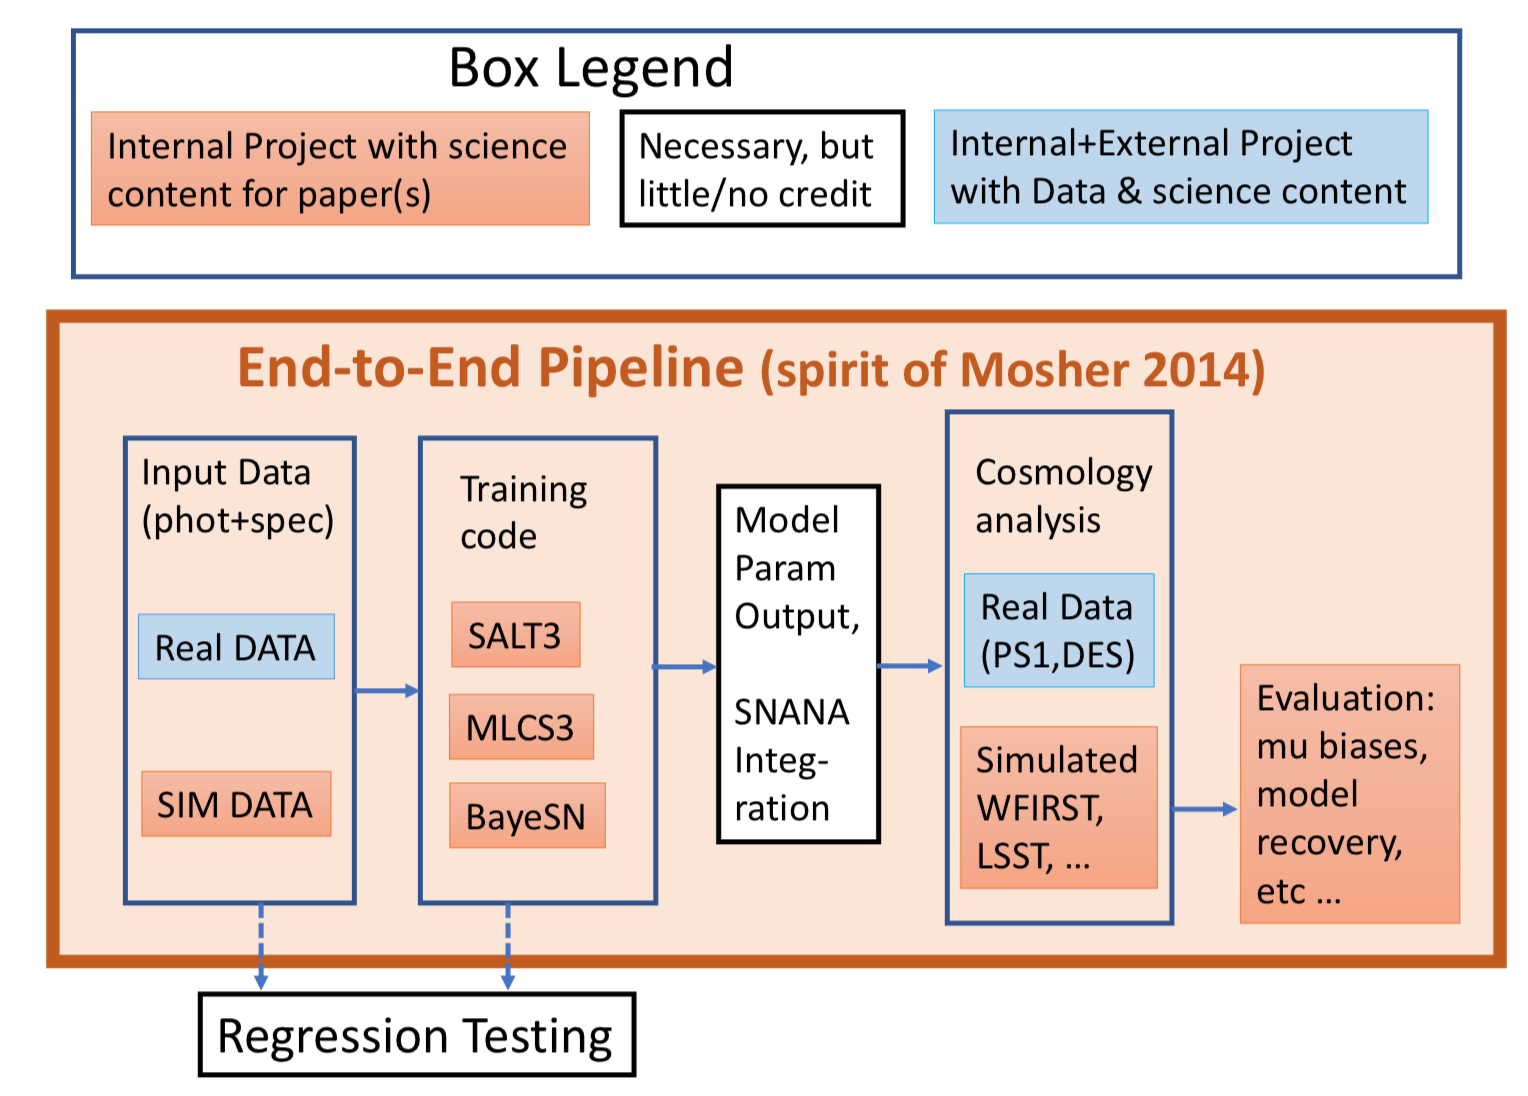 Box Legend
Internal Project with science
content for paper(s)
Necessary, but
little/no credit
Internal+External Project
with Data & science content
End-to-End Pipeline (spirit of Mosher 2014)
Input Data
(phot+spec)
Real DATA
SIM DATA
Training
code
SALT3
MLCS3
BayeSN
Model
Param
Output,
SNANA
Integ-
ration
Cosmology
analysis
Real Data
(PS1,DES)
Simulated
WFIRST,
LSST, ...
Evaluation:
mu biases,
model
recovery,
etc ...
Regression Testing